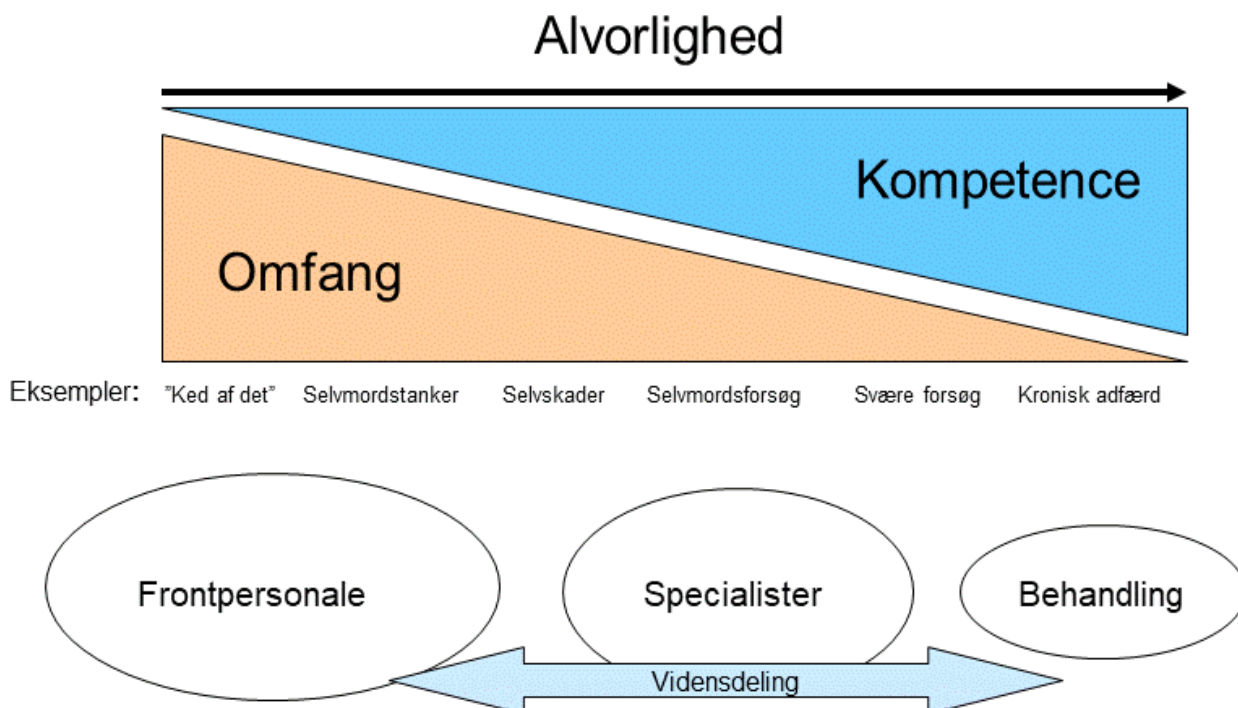 Alvorlighed
Kompetence
Omfang
Eksempler: "Ked af det" Selvmordstanker Selvskader Selvmordsforsøg Svære forsøg Kronisk adfærd
Frontpersonale Specialister Behandling
Vidensdeling